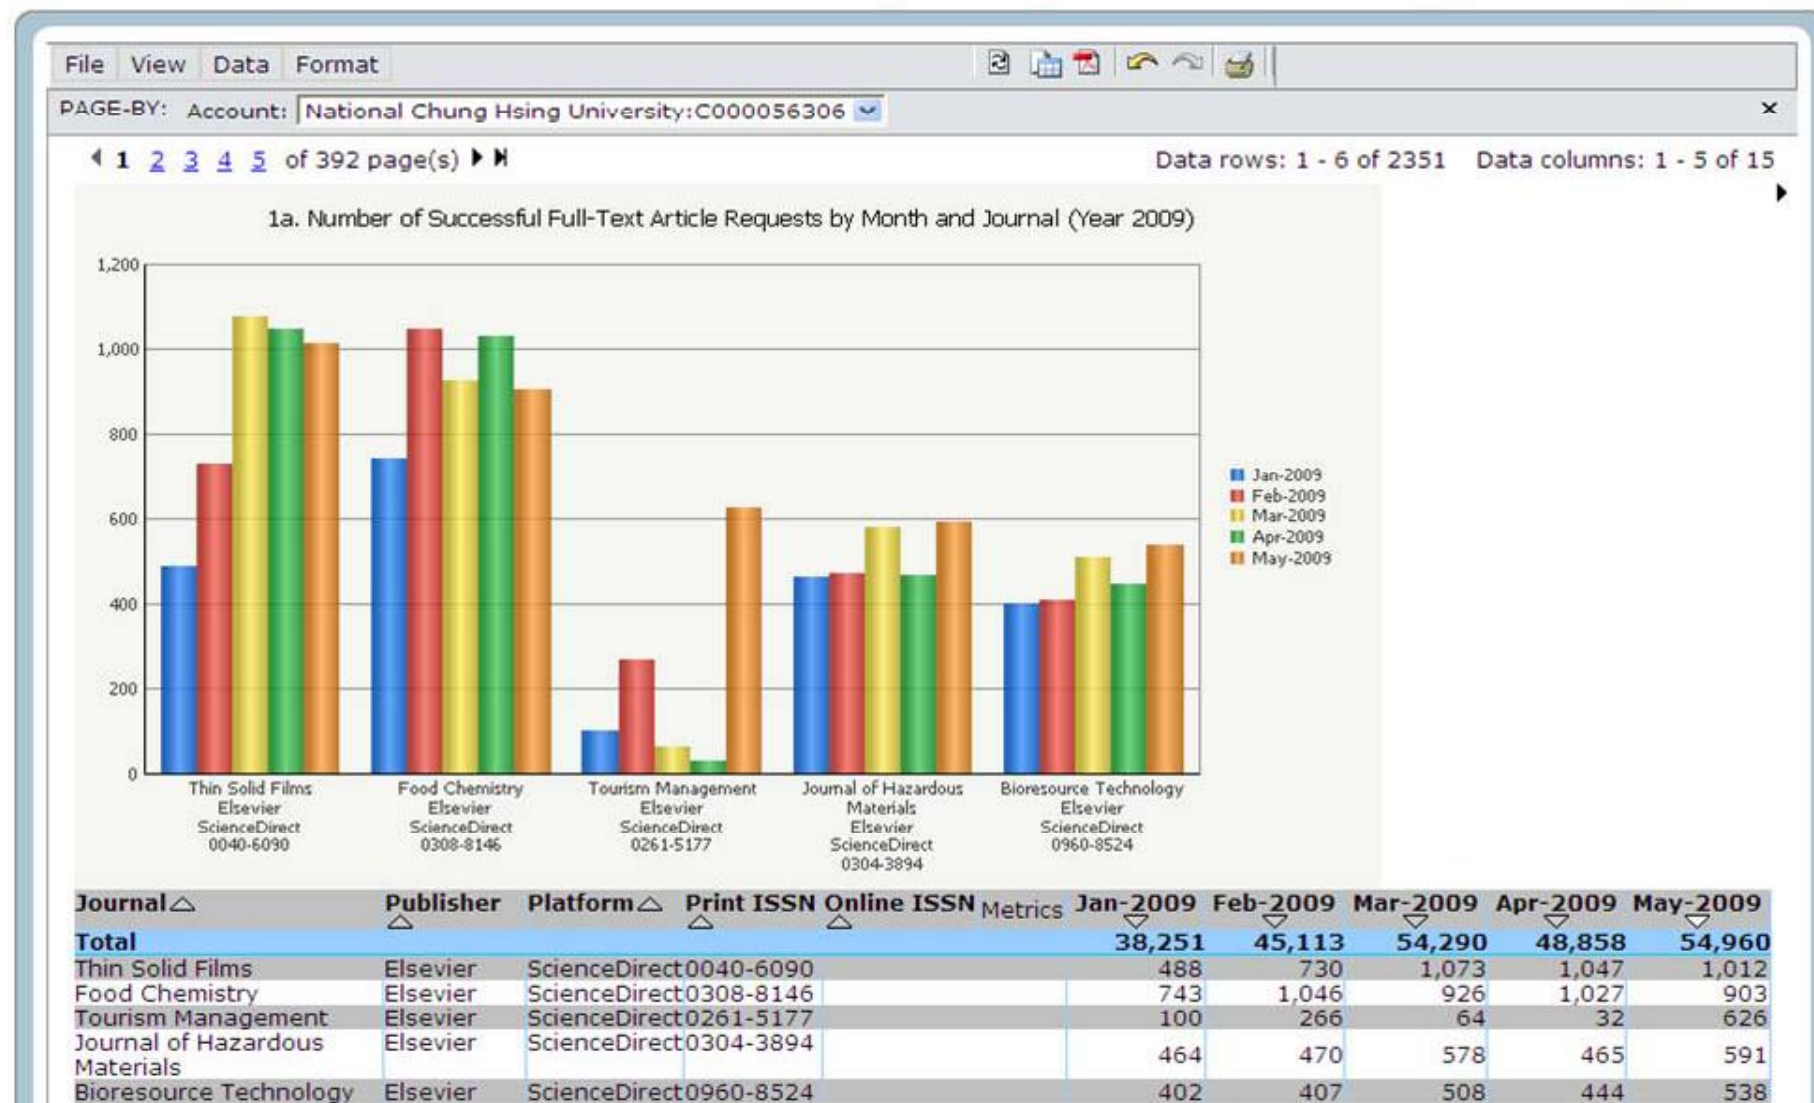 File View Data Format
PAGE-BY: Account: National Chung Hsing University:C000056306
1 2 3 4 5 of 392 page(s) Data rows: 1 - 6 of 2351 Data columns: 1 - 5 of 15
1a. Number of Successful Full-Text Article Requests by Month and Journal (Year 2009)
1,200
1,000
800
600
400
200
0
Jan-2009
Feb-2009
Mar-2009
Apr-2009
May-2009
Thin Solid Films
Elsevier
ScienceDirect
0040-6090
Food Chemistry
Elsevier
ScienceDirect
0308-8146
Tourism Management
Elsevier
ScienceDirect
0261-5177
Journal of Hazardous
Materials
Elsevier
ScienceDirect
0304-3894
Bioresource Technology
Elsevier
ScienceDirect
0960-8524
Journal Publisher Platform Print ISSN Online ISSN Metrics Jan-2009 Feb-2009 Mar-2009 Apr-2009 May-2009
Total 38,251 45,113 54,290 48,858 54,960
Thin Solid Films Elsevier ScienceDirect 0040-6090 488 730 1,073 1,047 1,012
Food Chemistry Elsevier ScienceDirect 0308-8146 743 1,046 926 1,027 903
Tourism Management Elsevier ScienceDirect 0261-5177 100 266 64 32 626
Journal of Hazardous Elsevier ScienceDirect 0304-3894
Materials 464 470 578 465 591
Bioresource Technology Elsevier ScienceDirect 0960-8524 402 407 508 444 538